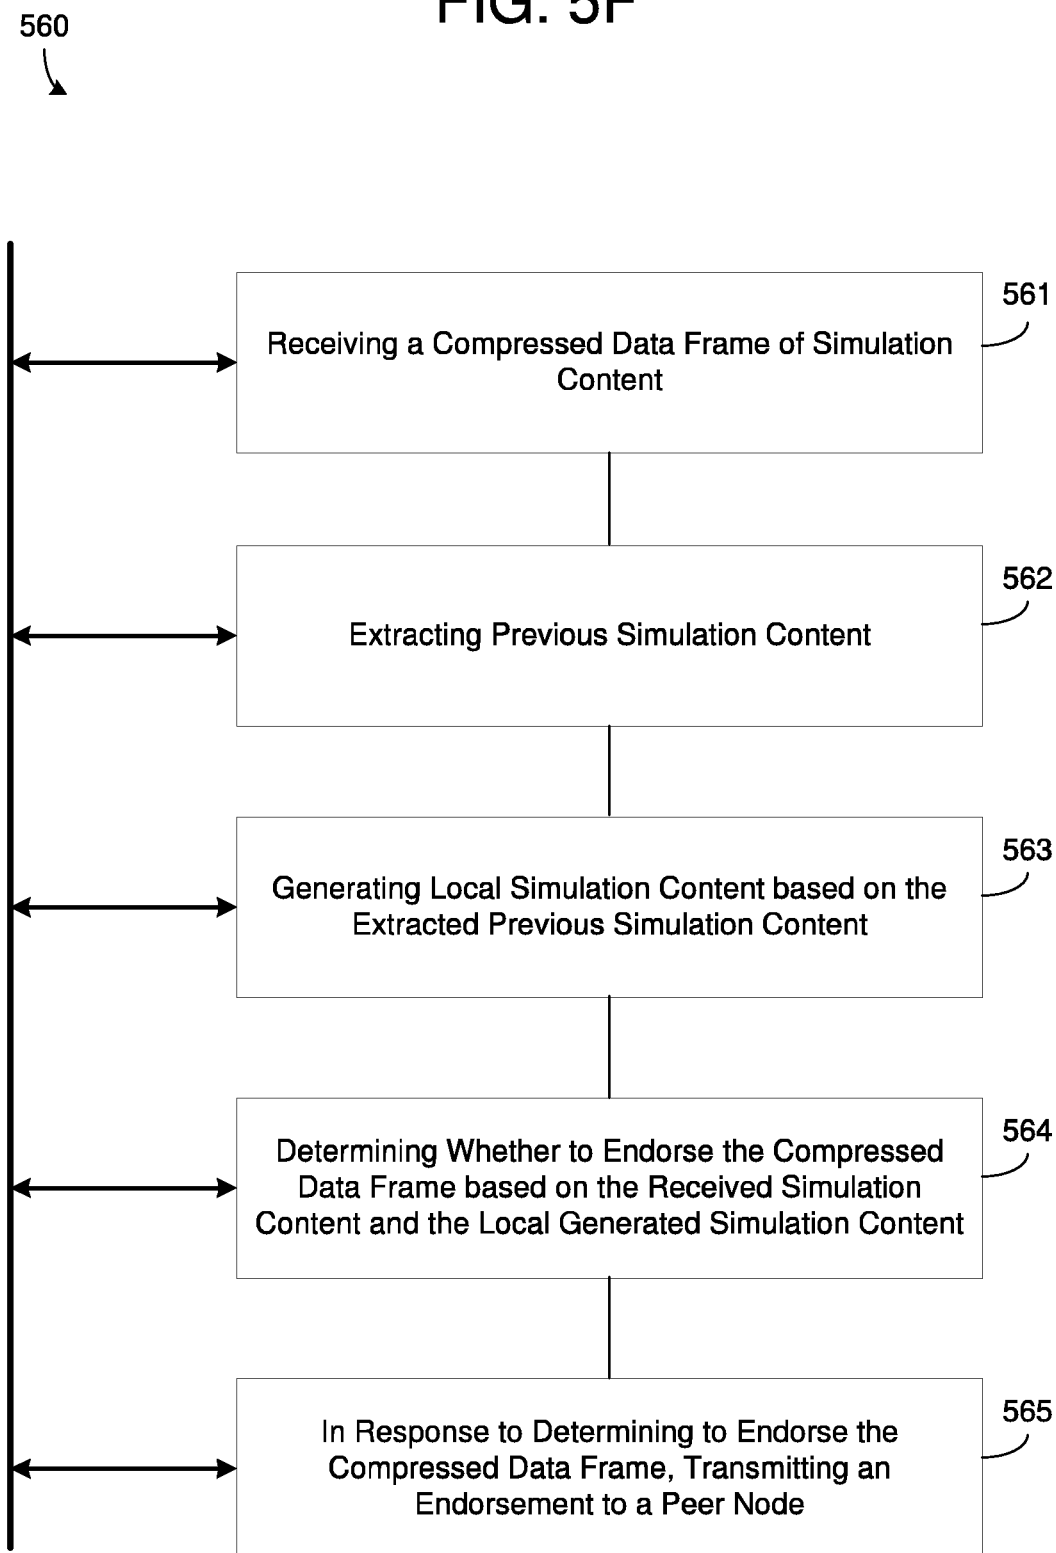 FIG. 5F
560
561
Receiving a Compressed Data Frame of Simulation
Content
562
Extracting Previous Simulation Content
563
Generating Local Simulation Content based on the
Extracted Previous Simulation Content
564
Determining Whether to Endorse the Compressed
Data Frame based on the Received Simulation
Content and the Local Generated Simulation Content
565
In Response to Determining to Endorse the
Compressed Data Frame, Transmitting an
Endorsement to a Peer Node